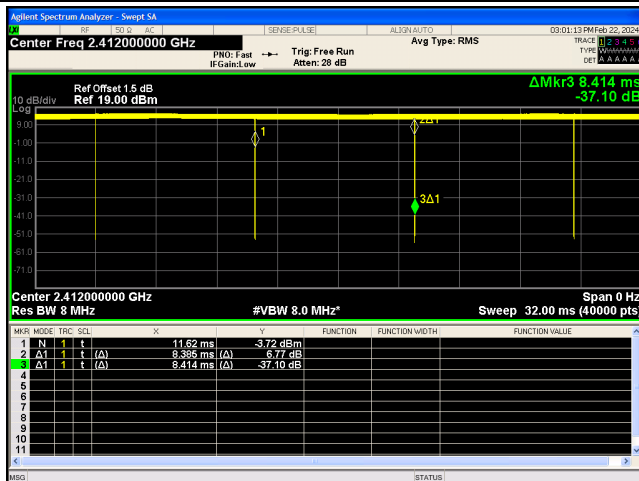 Agilent Spectrum Analyzer - Swept SA
RF 50 Ω AC SENSE:PULSE ALIGN AUTO 03:01:13 PM Feb 22, 2024
Center Freq 2.412000000 GHz Avg Type: RMS TRACE 1 2 3 4 5
PNO: Fast Trig: Free Run TYPE
IFGain:Low Atten: 28 dB DET A A A A A
ΔMkr3 8.414 ms
-37.10 dB
Ref Offset 1.5 dB
10 dB/div Ref 19.00 dBm
Log
9.00
-1.00
-11.0
-21.0
-31.0
-41.0
-51.0
-61.0
-71.0
1
2Δ1
3Δ1
Center 2.412000000 GHz Span 0 Hz
Res BW 8 MHz #VBW 8.0 MHz* Sweep 32.00 ms (40000 pts)
MKR MODE TRC SCL X Y FUNCTION FUNCTION WIDTH FUNCTION VALUE
1 N 1 t 11.62 ms -3.72 dBm
2 Δ1 1 t (Δ) 8.385 ms (Δ) 6.77 dB
3 Δ1 1 t (Δ) 8.414 ms (Δ) -37.10 dB
4
5
6
7
8
9
10
11
MSG STATUS